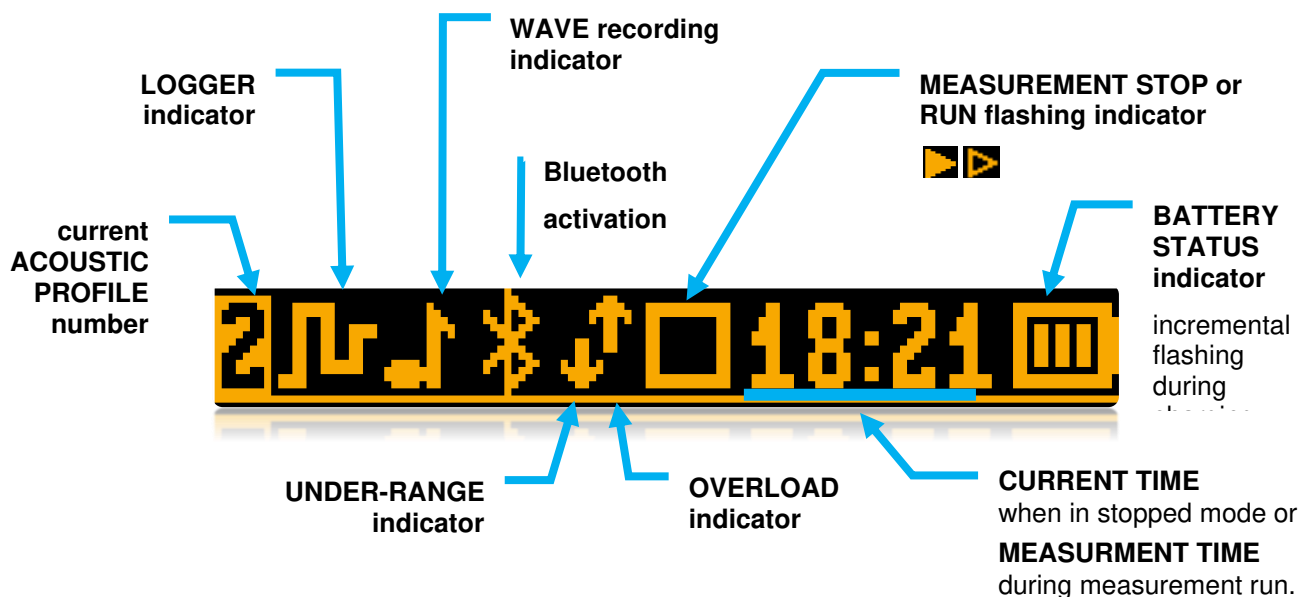 WAVE recording
indicator
LOGGER
indicator
MEASUREMENT STOP or
RUN flashing indicator
Bluetooth
activation
current
ACOUSTIC
PROFILE
number
BATTERY
STATUS
indicator
incremental
flashing
during
2 18:21
UNDER-RANGE
indicator
OVERLOAD
indicator
CURRENT TIME
when in stopped mode or
MEASURMENT TIME
during measurement run.